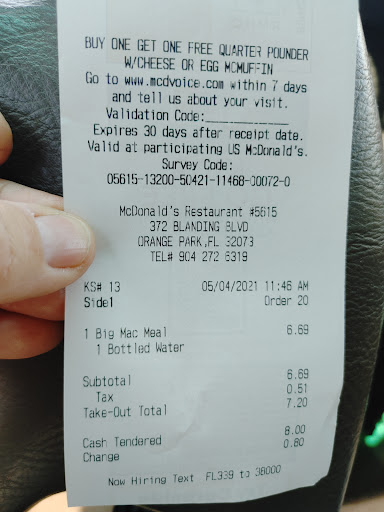 BUY ONE GET ONE FREE QUARTER POUNDER
W/CHEESE OR EGG MCMUFFIN
Go to www.mcdvoice.com within 7 days
and tell us about your visit.
Validation Code:
Expires 30 days after receipt date.
Valid at participating US McDonald's.
Survey Code:
05615-13200-50421-11468-00072-0
McDonald's Restaurant #5615
372 BLANDING BLVD
ORANGE PARK,FL 32073
TEL# 904 272 6319
KS# 13 05/04/2021 11:46 AM
Side1 Order 20
1 Big Mac Meal 6.69
1 Bottled Water
Subtotal 6.69
Tax 0.51
Take-Out Total 7.20
Cash Tendered 8.00
Change 0.80
Now Hiring Text FL339 to 38000